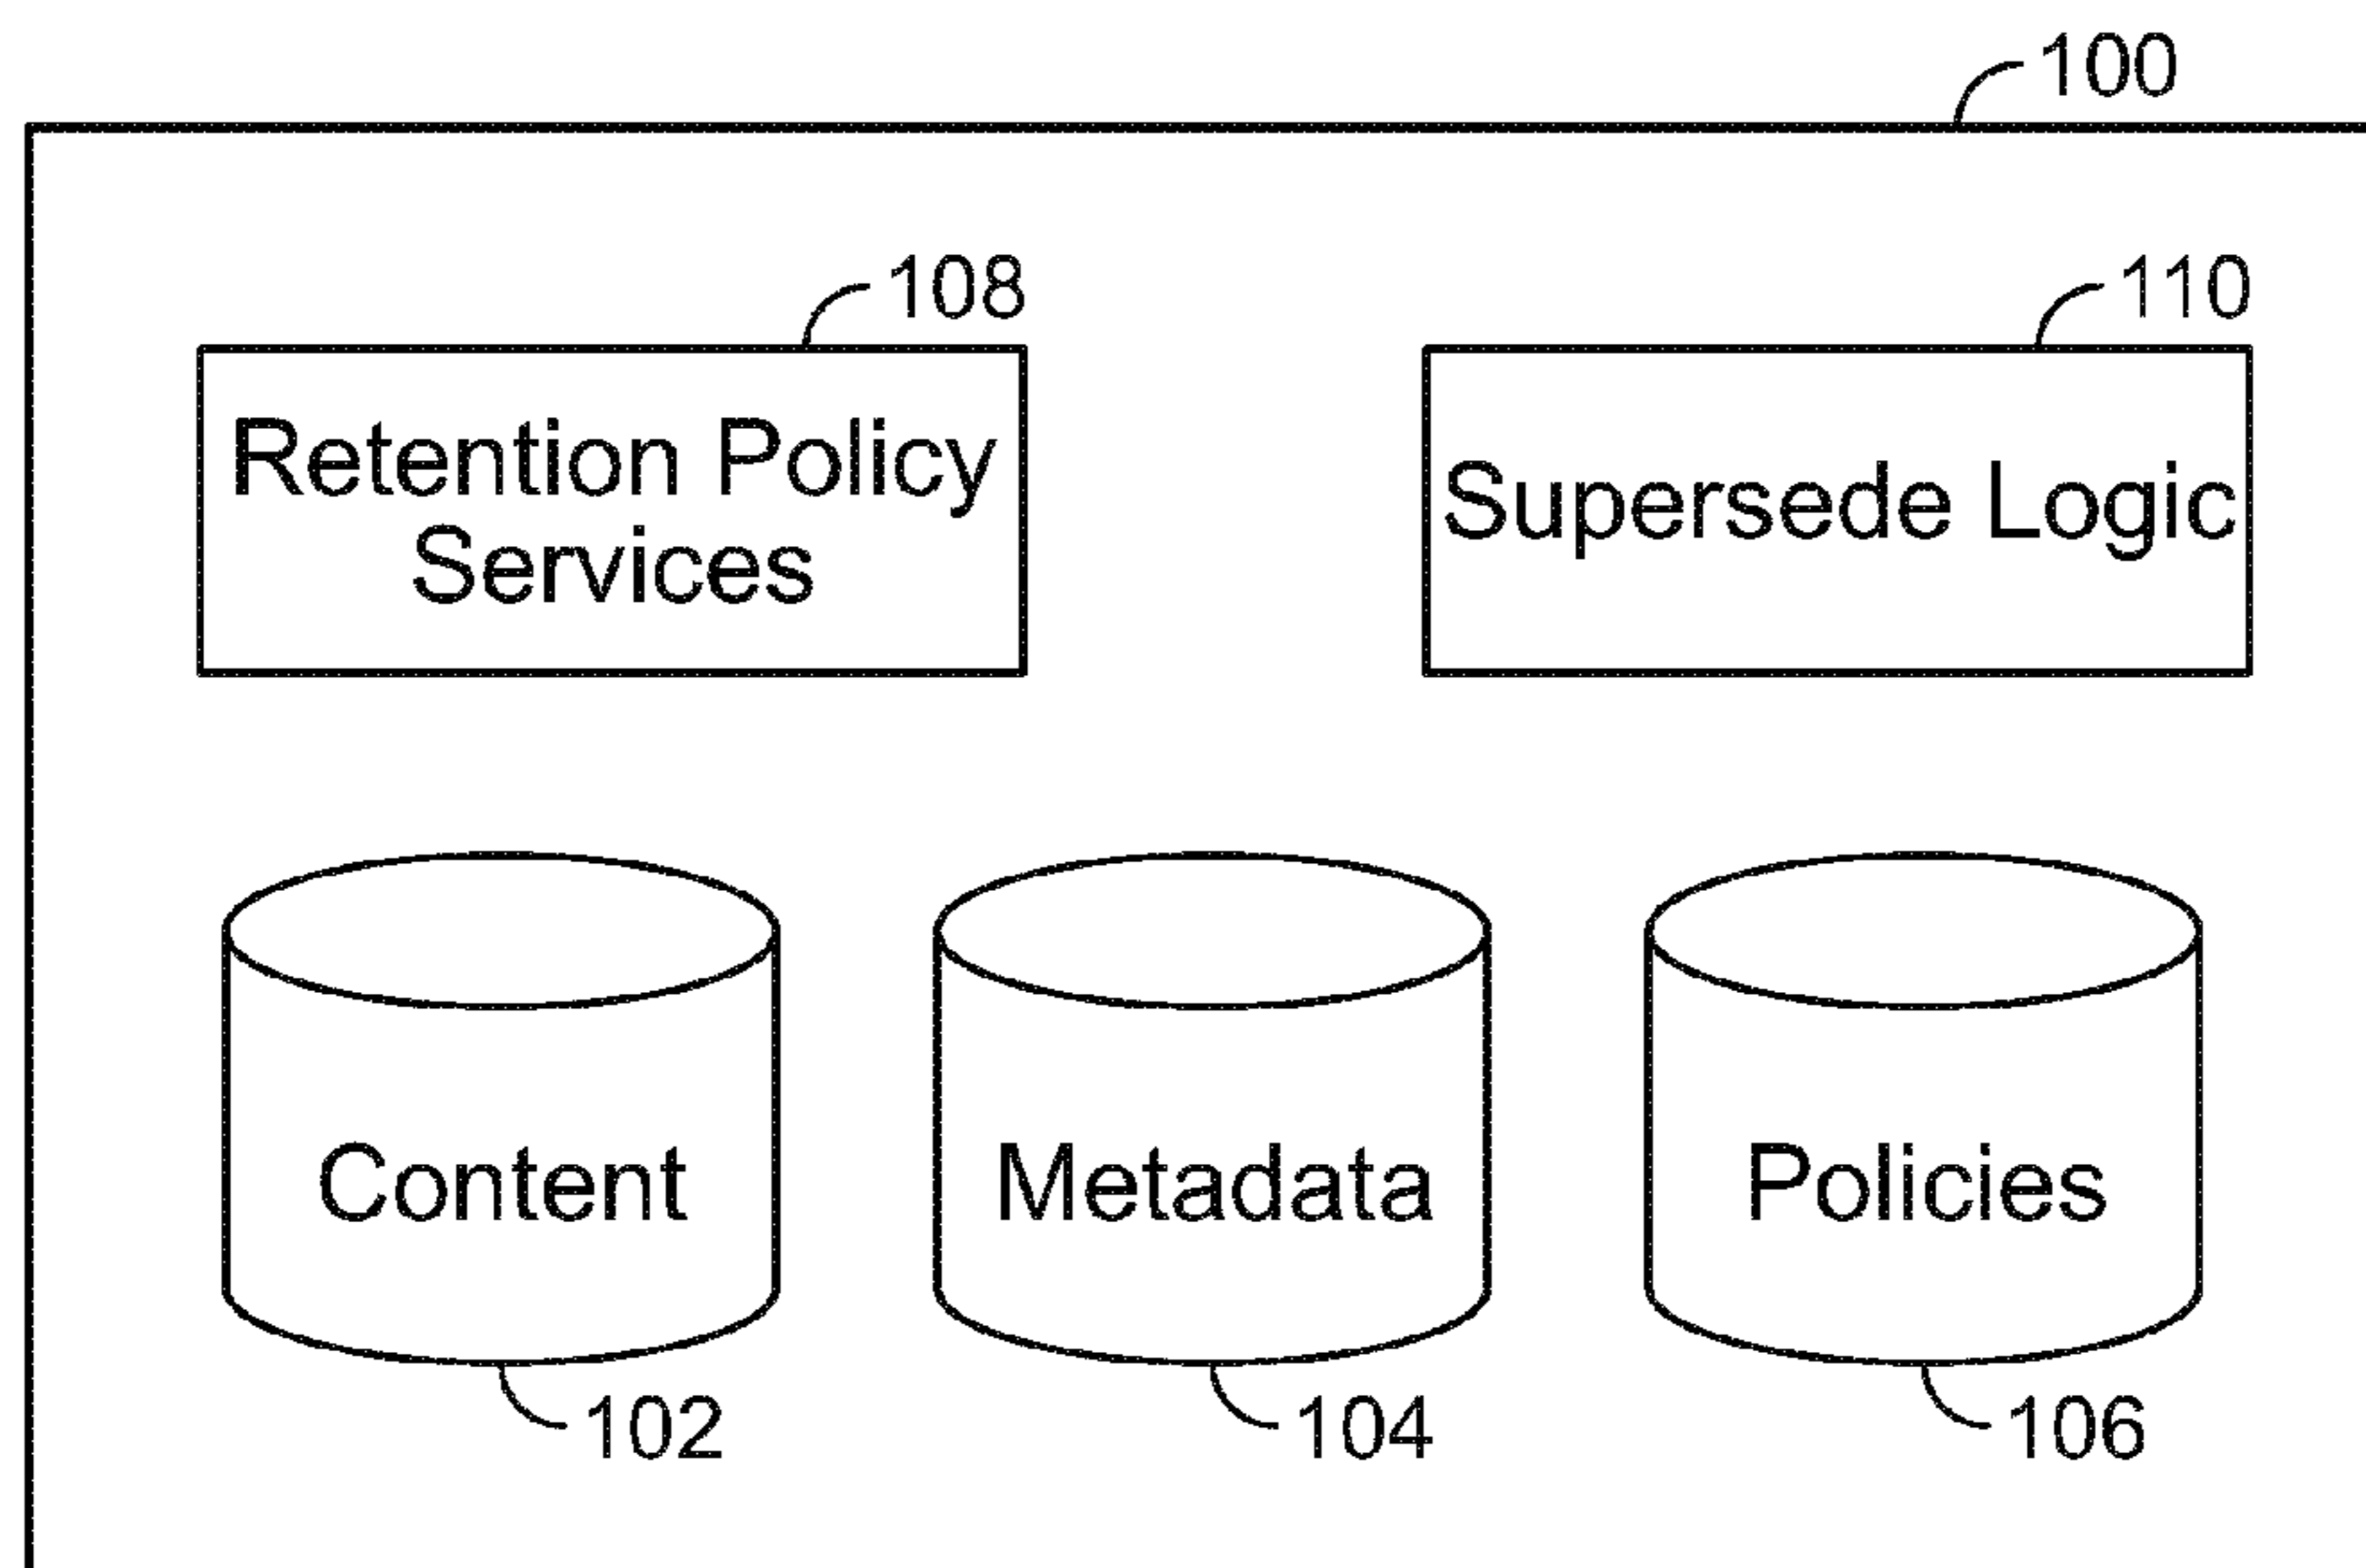 100
108
110
Retention Policy
Services
Supersede Logic
Content
Metadata
Policies
102
104
106